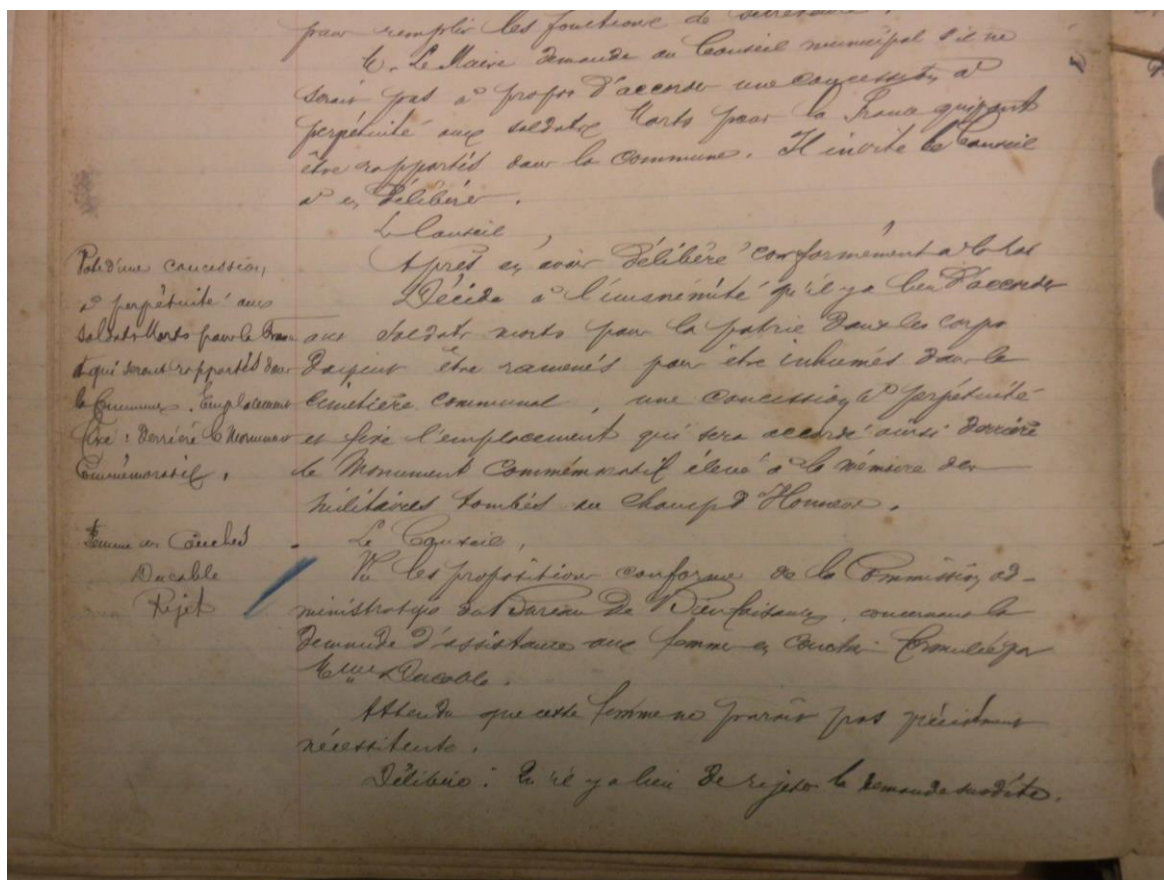 pour remplir les fonctions de secrétaire.
M. Le Maire demande au Conseil municipal s'il ne
serait pas à propos d'accorder une concession à
perpétuité aux soldats Morts pour la France qui
être rapportés dans la Commune. Il invite le Conseil
à en délibérer.
Le Conseil,
Après en avoir délibéré conformément à la loi
Décide à l'unanimité qu'il y a lieu d'accorder
aux soldats morts pour la patrie dont les corps
doivent être ramenés pour être inhumés dans le
cimetière communal, une concession à perpétuité
et fixe l'emplacement qui sera accordé ainsi derrière
le Monument Commémoratif élevé à la mémoire des
militaires tombés au Champ d'Honneur.
d'une concession
à perpétuité aux
soldats Morts pour la
et qui seront rapportés dans
la Commune. Emplacement
fixé : derrière le Monument
Commémoratif.
Le Conseil,
Vu les propositions conforme de la Commission ad-
ministrative du Bureau de Bienfaisance, concernant la
demande d'assistance aux femmes en couches formulée par
Mme Ducable.
Attendu que cette femme ne paraît pas précisément
nécessiteuse.
Délibère : Qu'il y a lieu de rejeter la demande susdite.
Femme en Couches
Ducable
Rejet